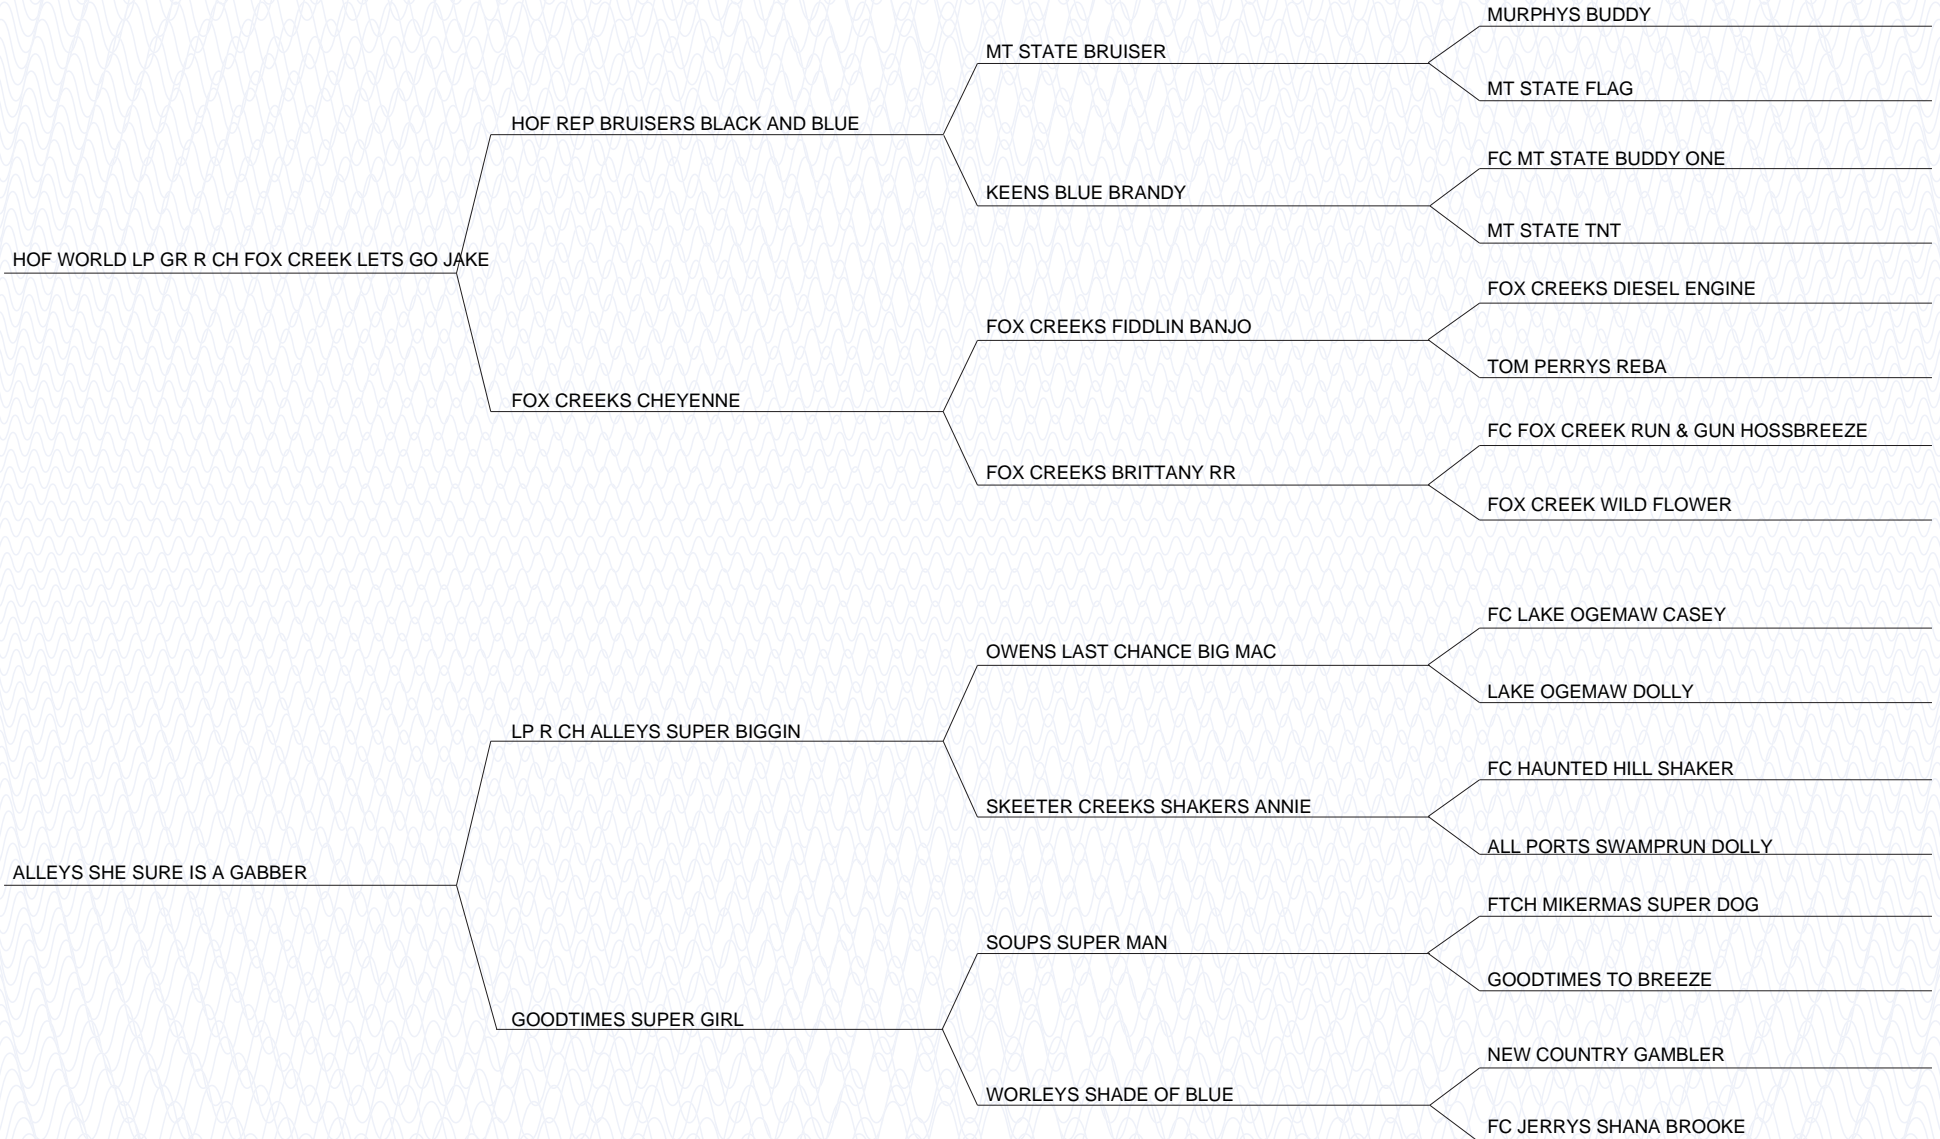 MURPHYS BUDDY
MT STATE BRUISER
MT STATE FLAG
HOF REP BRUISERS BLACK AND BLUE
FC MT STATE BUDDY ONE
KEENS BLUE BRANDY
MT STATE TNT
HOF WORLD LP GR R CH FOX CREEK LETS GO JAKE
FOX CREEKS DIESEL ENGINE
FOX CREEKS FIDDLIN BANJO
TOM PERRYS REBA
FOX CREEKS CHEYENNE
FC FOX CREEK RUN & GUN HOSSBREEZE
FOX CREEKS BRITTANY RR
FOX CREEK WILD FLOWER
FC LAKE OGEMAW CASEY
OWENS LAST CHANCE BIG MAC
LAKE OGEMAW DOLLY
LP R CH ALLEYS SUPER BIGGIN
FC HAUNTED HILL SHAKER
SKEETER CREEKS SHAKERS ANNIE
ALL PORTS SWAMPRUN DOLLY
ALLEYS SHE SURE IS A GABBER
FTCH MIKERMAS SUPER DOG
SOUPS SUPER MAN
GOODTIMES TO BREEZE
GOODTIMES SUPER GIRL
NEW COUNTRY GAMBLER
WORLEYS SHADE OF BLUE
FC JERRYS SHANA BROOKE